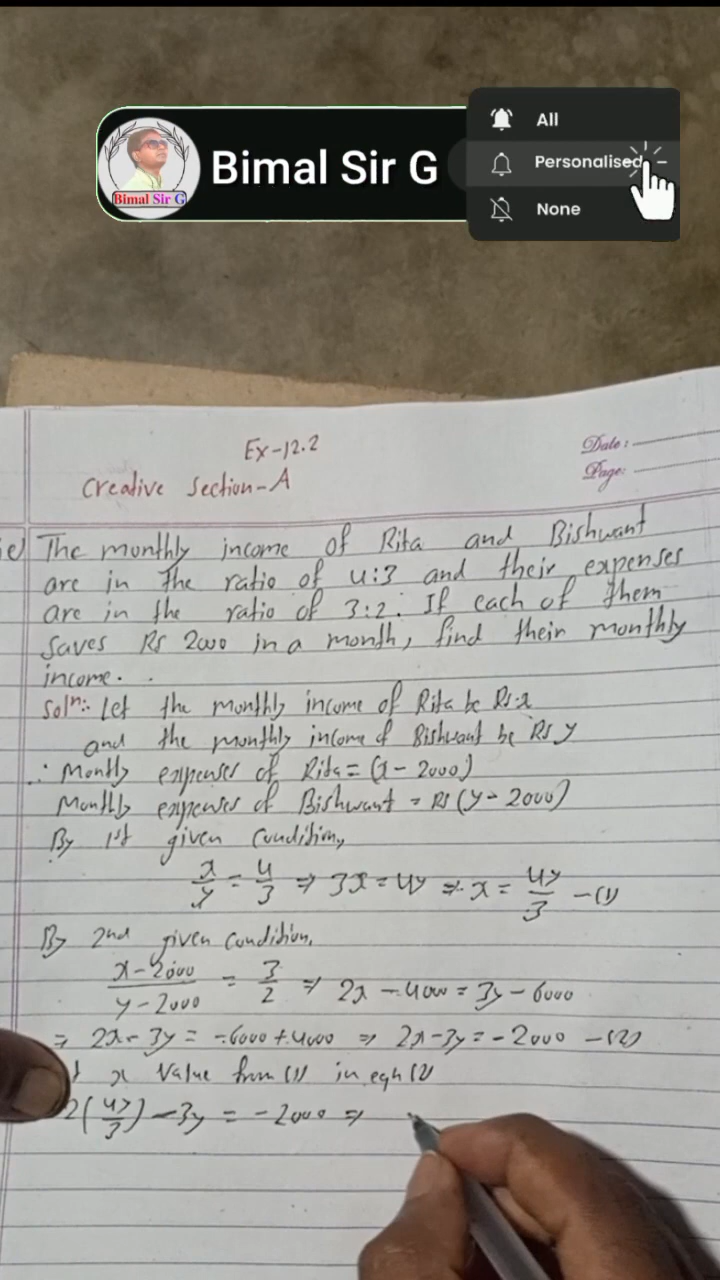 All
Bimal Sir G
Personalised
Bimal Sir G
None
Ex-12.2
Date:
Creative Section-A
Page:
e) The monthly income of Rita and Bishwant
are in the ratio of 4:3 and their expenses
are in the ratio of 3:2. If each of them
saves RS 2000 in a month, find their monthly
income.
Solⁿ: Let the monthly income of Rita be Rs.x
and the monthly income of Bishwant be Rs y
∴ Montly expenses of Rita = (x - 2000)
Monthly expenses of Bishwant = Rs (y - 2000)
By 1st given condition,
x/y = 4/3 ⇒ 3x = 4y ⇒ x = 4y/3 -(1)
By 2nd given condition,
x-2000/y-2000 = 3/2 ⇒ 2x - 4000 = 3y - 6000
⇒ 2x - 3y = -6000 + 4000 ⇒ 2x - 3y = -2000 -(2)
x Value from (1) in eqn (2)
2(4y/3) - 3y = -2000 ⇒